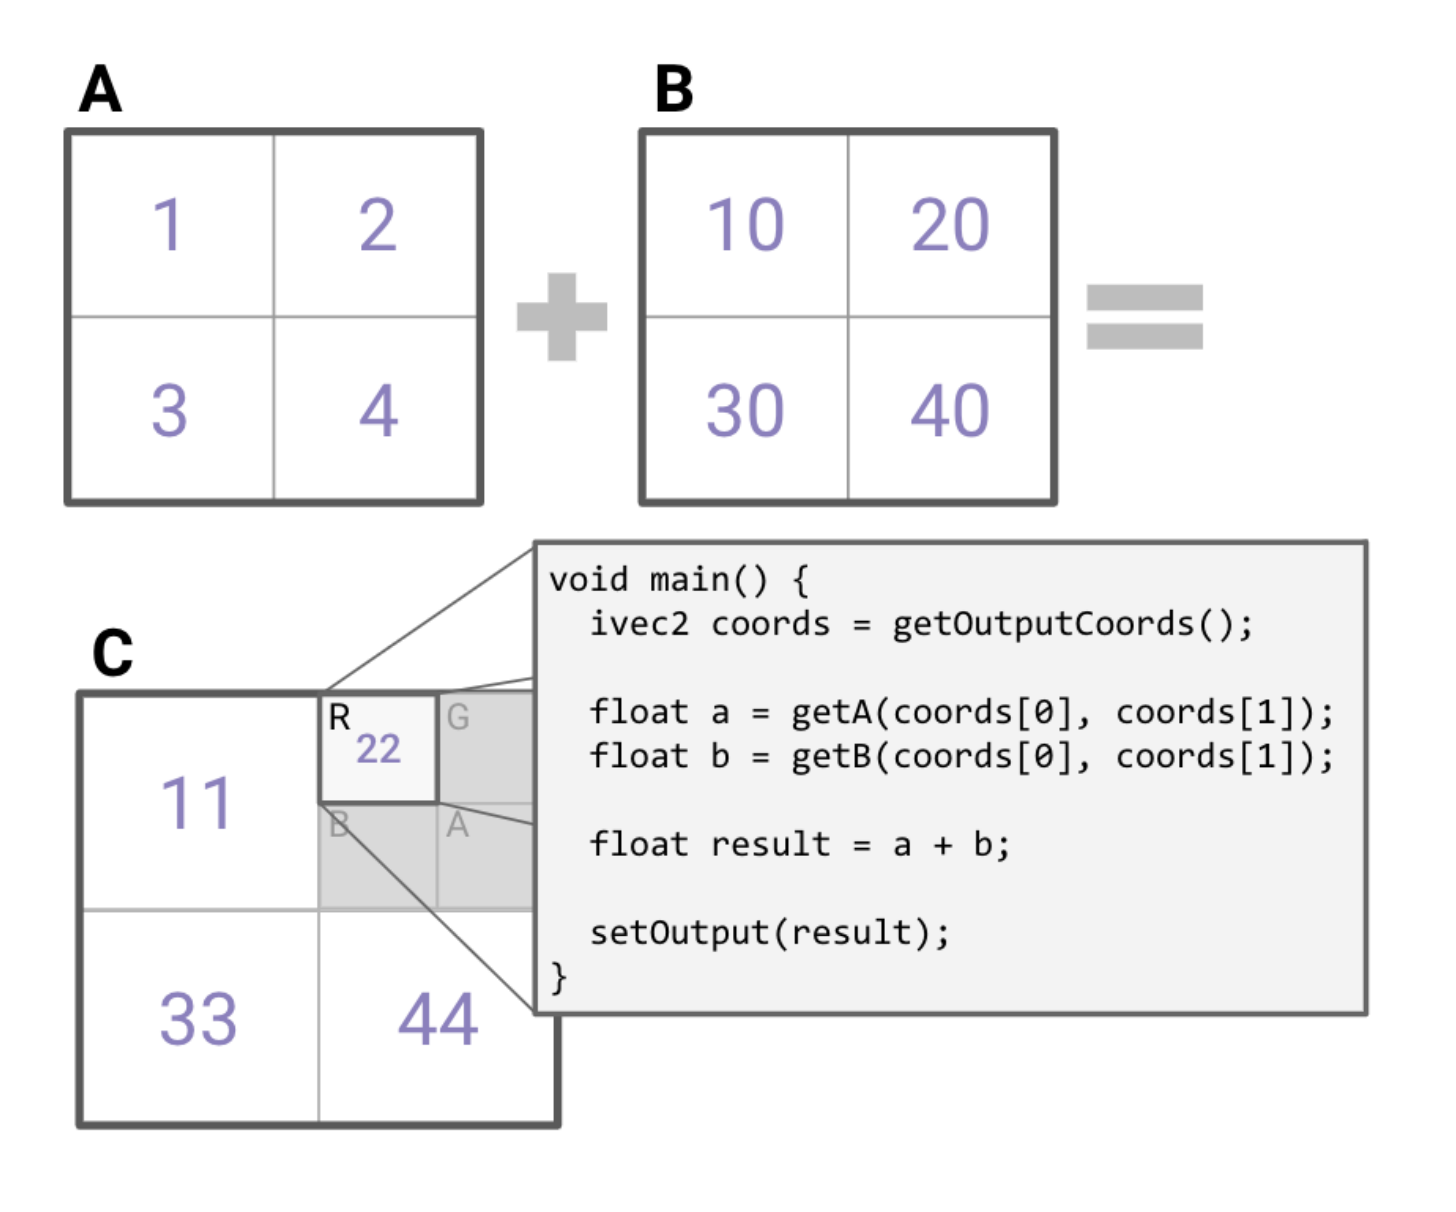 A
B
1 2
10 20
3 4
30 40
C
11
R
22
G
B
A
33 44
void main() {
  ivec2 coords = getOutputCoords();
  float a = getA(coords[0], coords[1]);
  float b = getB(coords[0], coords[1]);
  float result = a + b;
  setOutput(result);
}